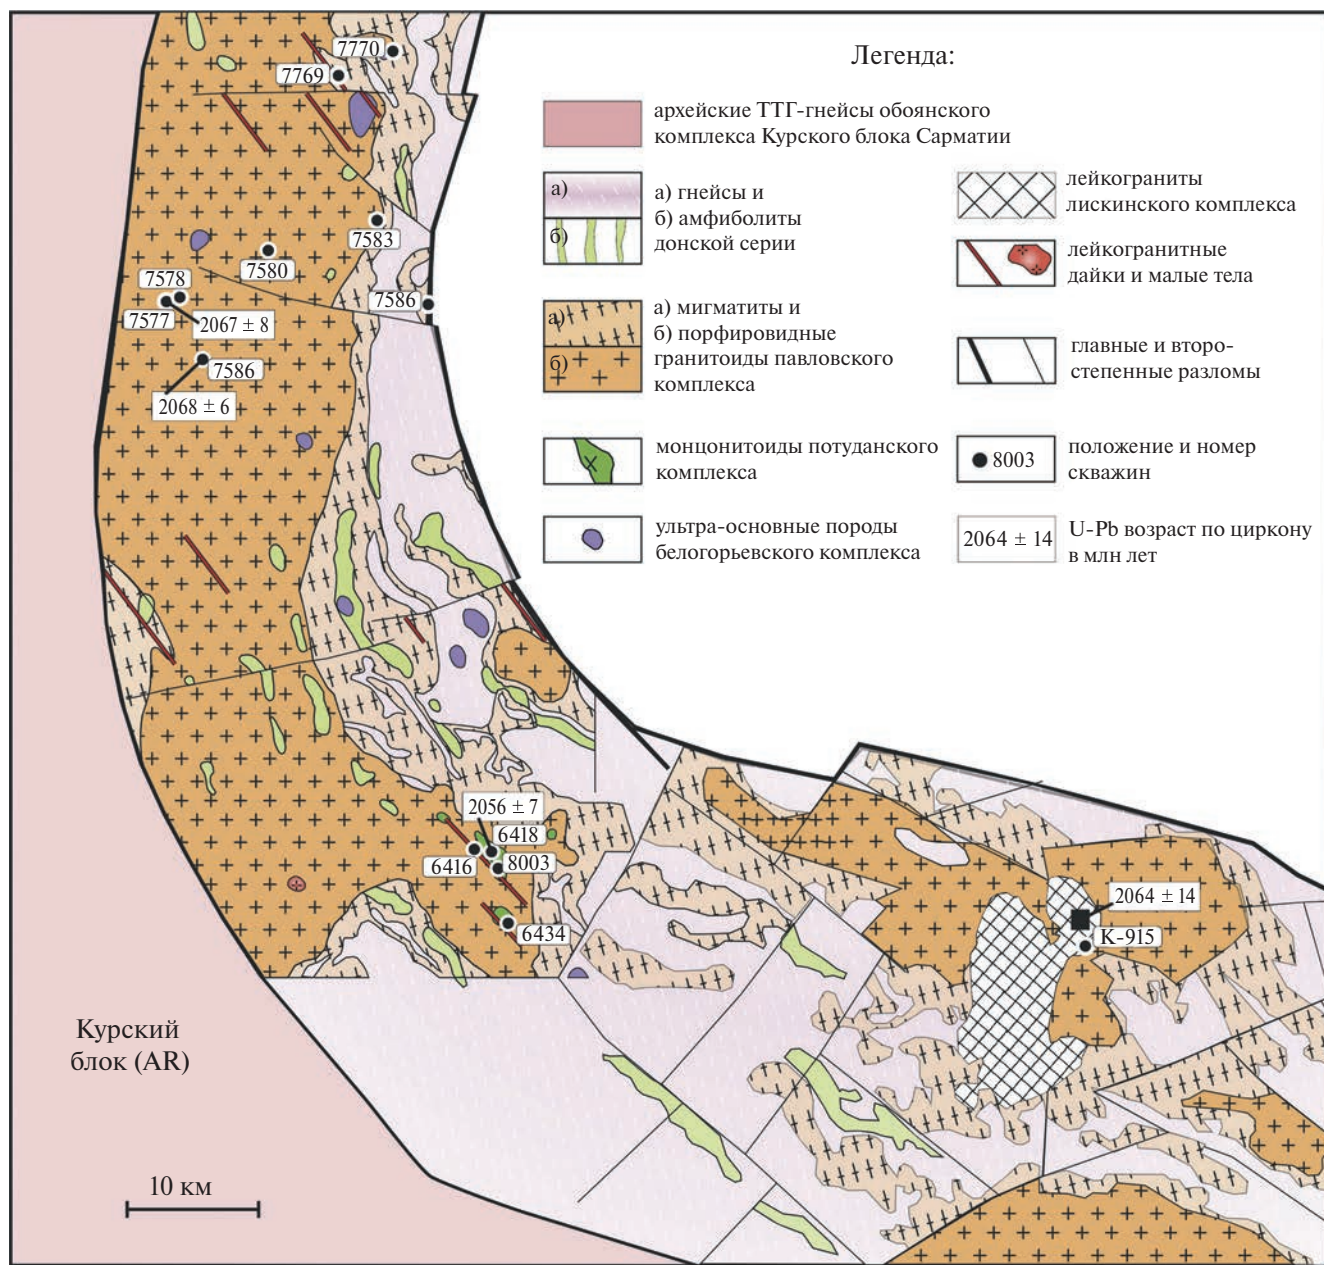 Легенда:
архейские ТТГ-гнейсы обоянского
комплекса Курского блока Сарматии
а)
б)
а) гнейсы и
б) амфиболиты
донской серии
а)
б)
а) мигматиты и
б) порфировидные
гранитоиды павловского
комплекса
монцонитоиды потуданского
комплекса
ультра-основные породы
белогорьевского комплекса
лейкограниты
лискинского комплекса
лейкогранитные
дайки и малые тела
главные и второ-
степенные разломы
8003
положение и номер
скважин
2064 ± 14
U-Pb возраст по циркону
в млн лет
7770
7769
7583
7580
7578
7586
7577
2067 ± 8
7586
2068 ± 6
2056 ± 7
6418
6416
8003
6434
2064 ± 14
К-915
Курский
блок (AR)
10 км